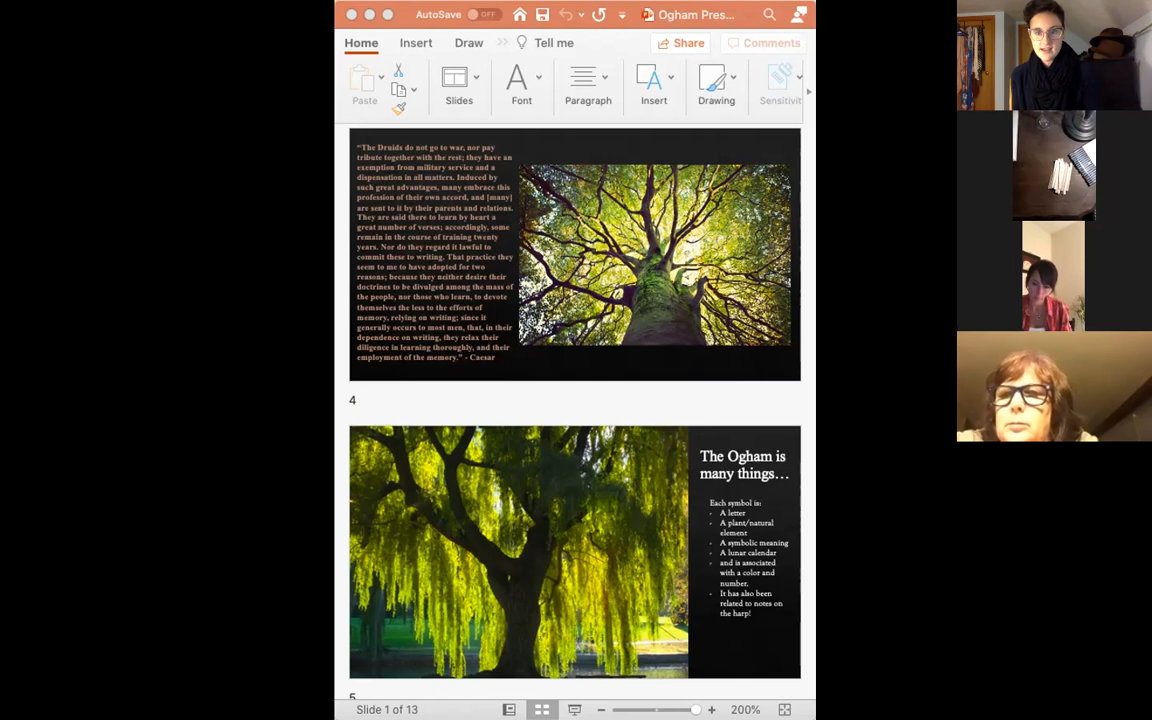 AutoSave OFF Ogham Pres...
Home Insert Draw Tell me Share Comments
Paste Slides Font Paragraph Insert Drawing Sensitivit
“The Druids do not go to war, nor pay
tribute together with the rest; they have an
exemption from military service and a
dispensation in all matters. Induced by
such great advantages, many embrace this
profession of their own accord, and [many]
are sent to it by their parents and relations.
They are said there to learn by heart a
great number of verses; accordingly, some
remain in the course of training twenty
years. Nor do they regard it lawful to
commit these to writing. That practice they
seem to me to have adopted for two
reasons; because they neither desire their
doctrines to be divulged among the mass of
the people, nor those who learn, to devote
themselves the less to the efforts of
memory, relying on writing; since it
generally occurs to most men, that, in their
dependence on writing, they relax their
diligence in learning thoroughly, and their
employment of the memory.” - Caesar
4
The Ogham is
many things…
Each symbol is:
- A letter
- A plant/natural
element
- A symbolic meaning
- A lunar calendar
- and is associated
with a color and
number.
- It has also been
related to notes on
the harp!
5
Slide 1 of 13 200%